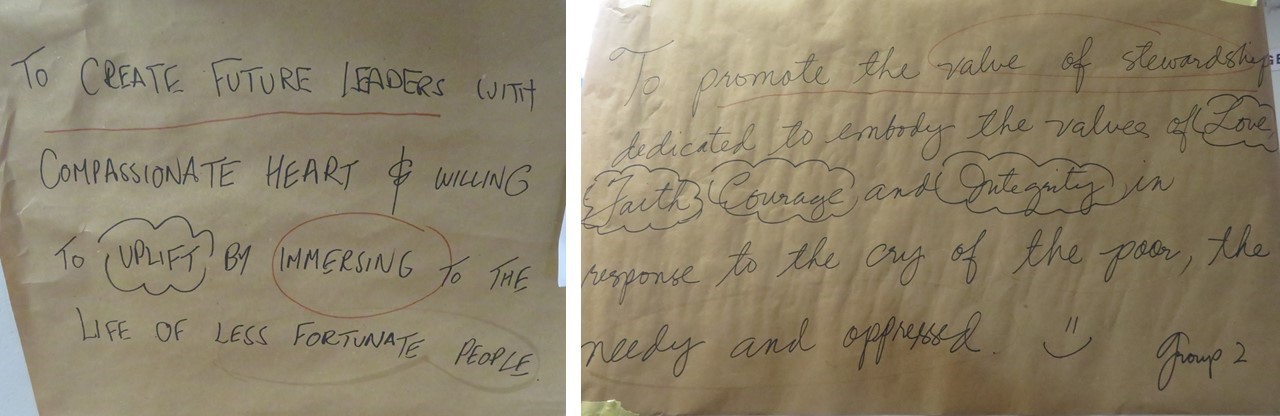 TO CREATE FUTURE LEADERS WITH
COMPASSIONATE HEART & WILLING
TO UPLIFT BY IMMERSING TO THE
LIFE OF LESS FORTUNATE PEOPLE
To promote the value of stewardship
dedicated to embody the values of Love
Faith Courage and Integrity in
response to the cry of the poor, the
needy and oppressed.
Group 2